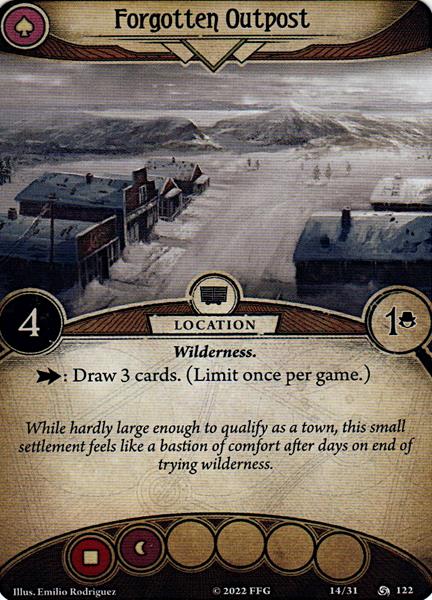 Forgotten Outpost
4
1
LOCATION
Wilderness.
: Draw 3 cards. (Limit once per game.)
While hardly large enough to qualify as a town, this small
settlement feels like a bastion of comfort after days on end of
trying wilderness.
Illus. Emilio Rodriguez © 2022 FFG 14/31 122